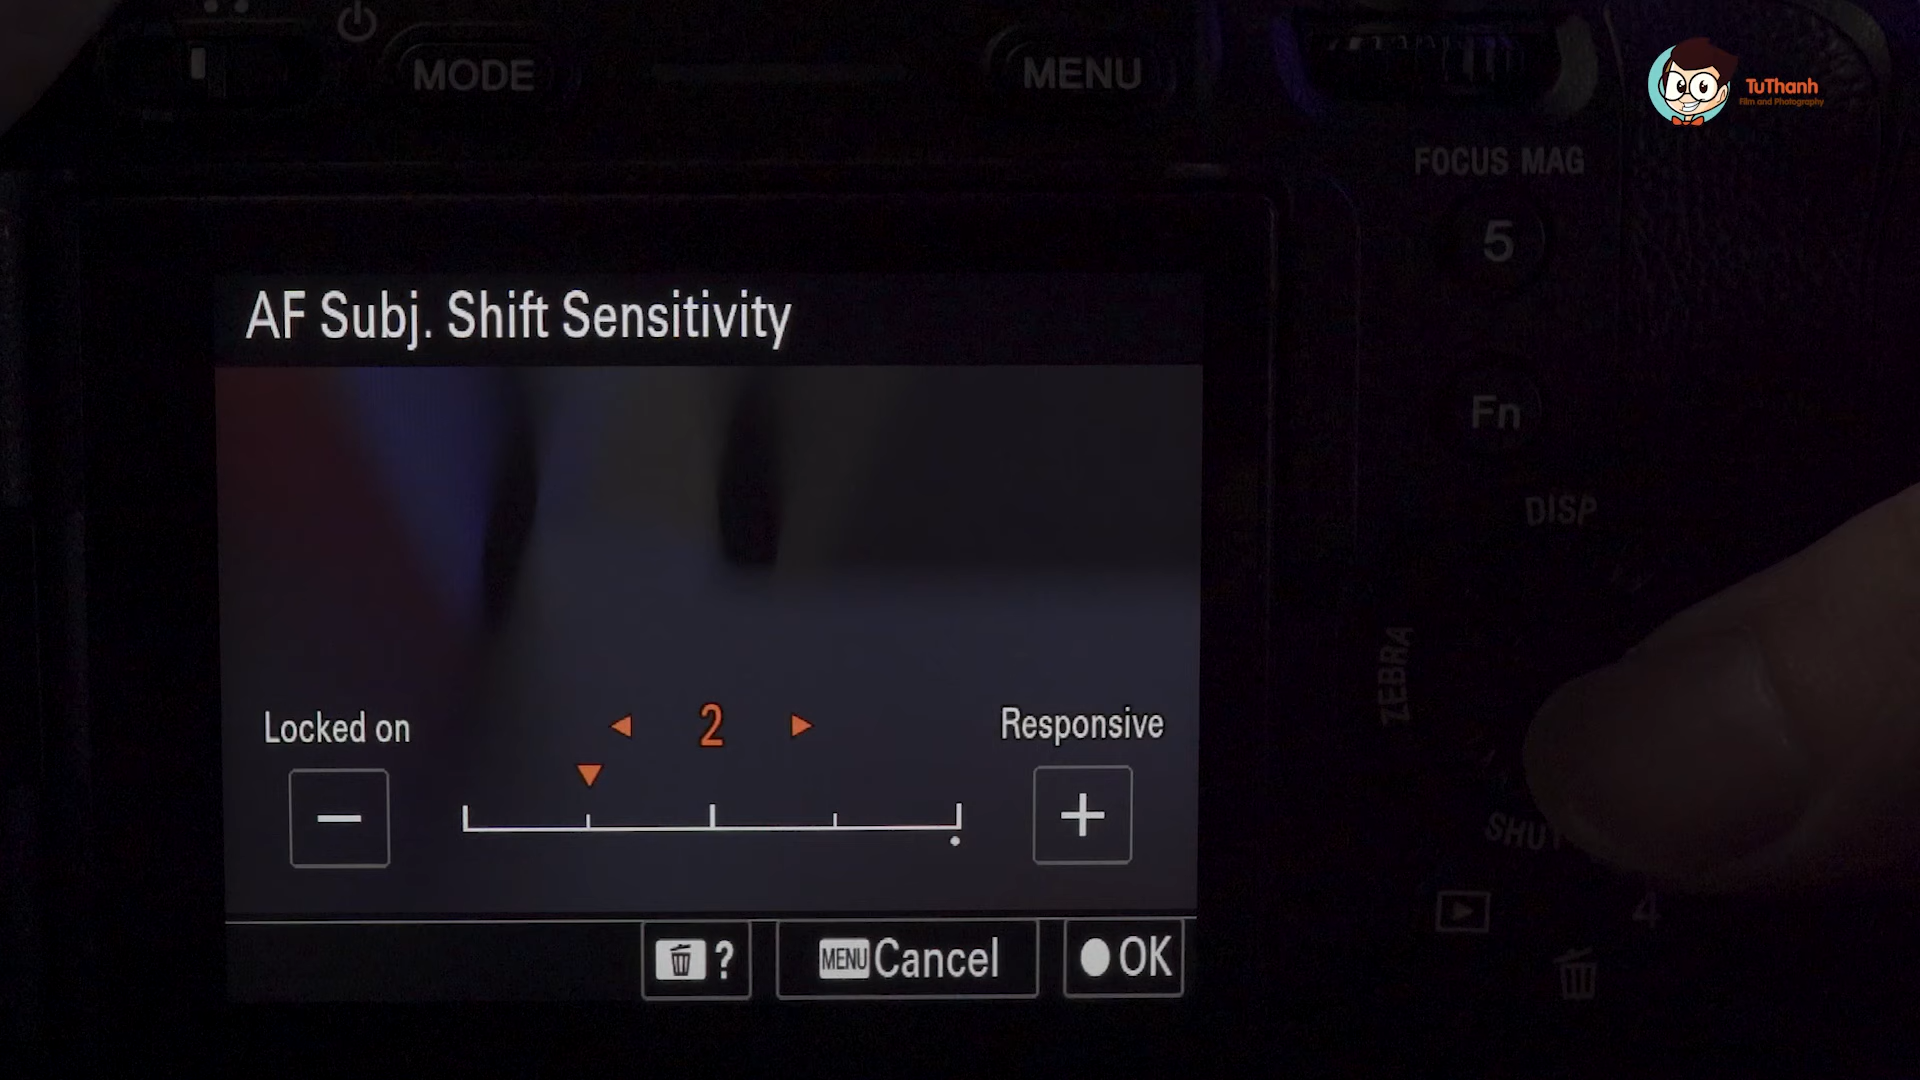 MODE
MENU
TuThanh
Film and Photography
FOCUS MAG
5
AF Subj. Shift Sensitivity
Fn
DISP
ZEBRA
Locked on
2
Responsive
SHUT
4
?
MENU Cancel
OK